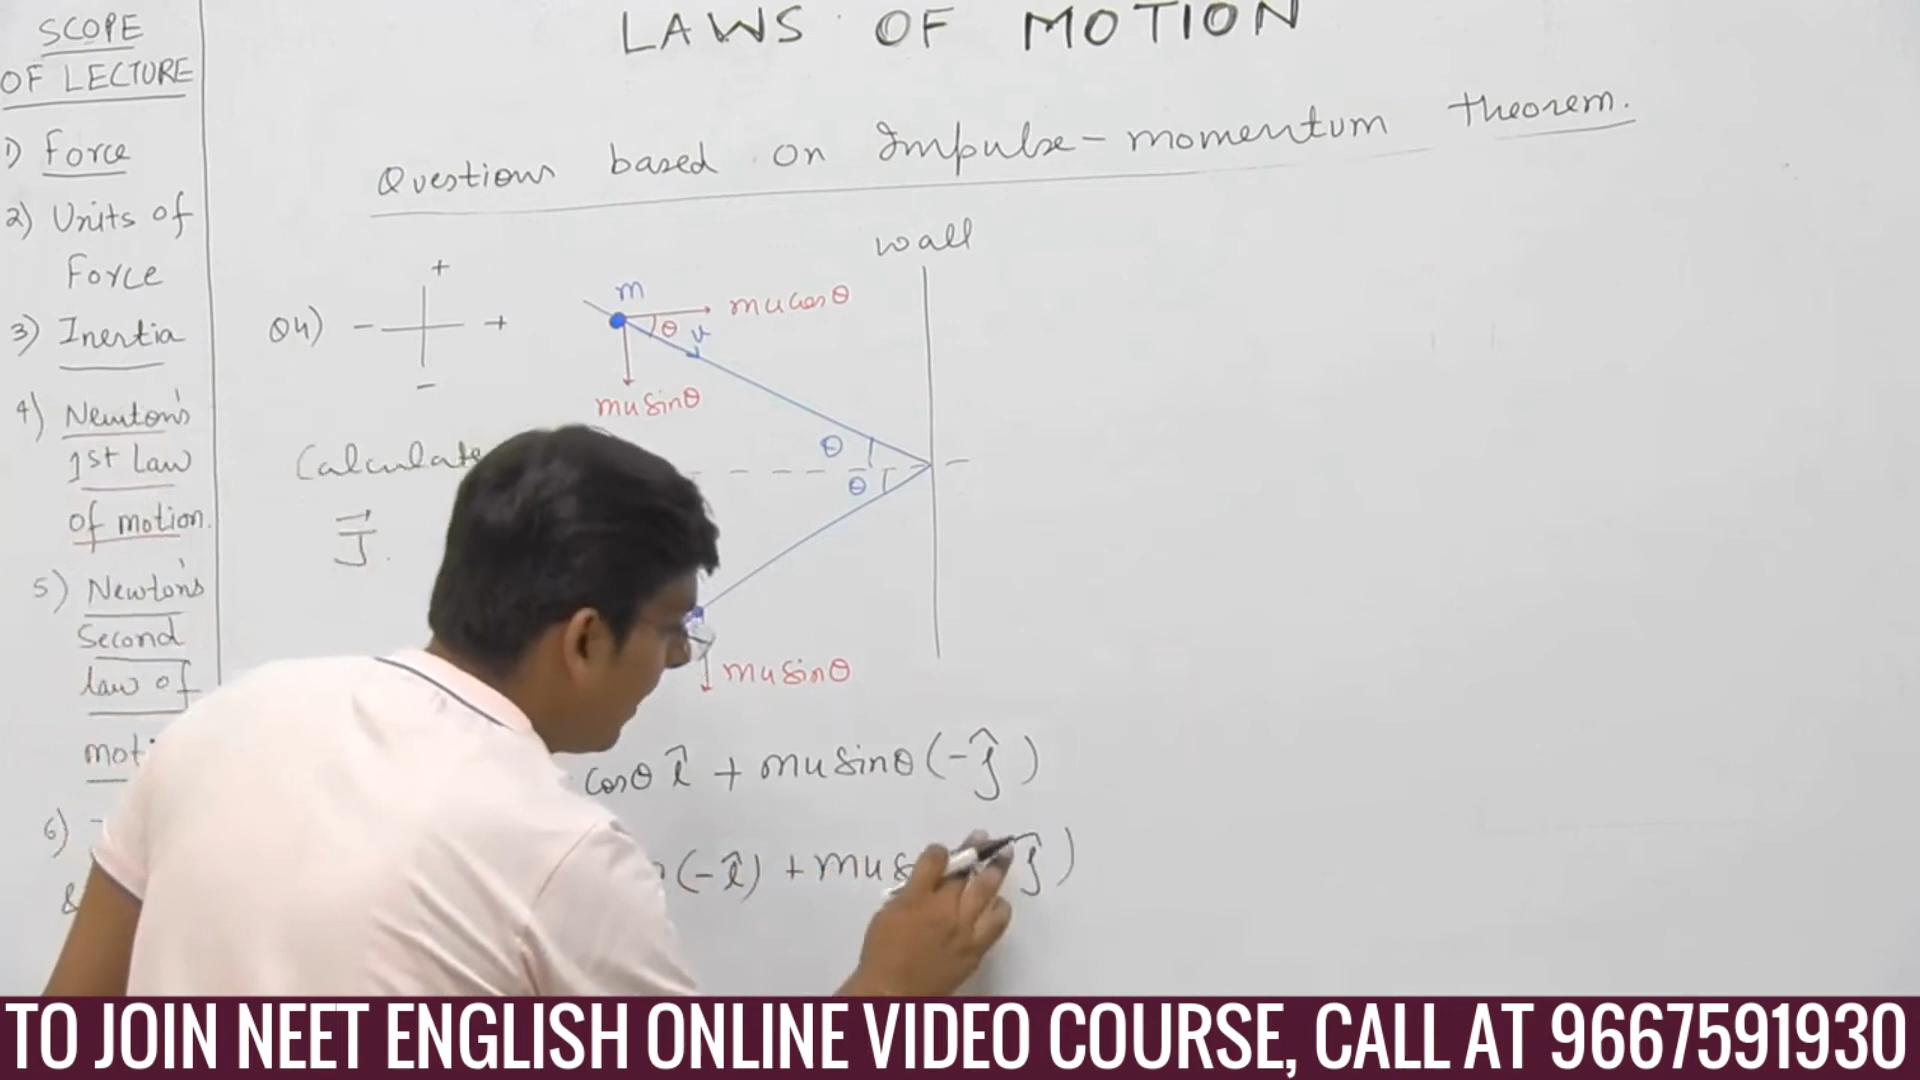 LAWS OF MOTION
SCOPE
OF LECTURE
1) Force
2) Units of
Force
3) Inertia
4) Newton's
1st Law
of motion.
5) Newton's
Second
law of
6)
&
Questions based on Impulse-momentum theorem.
wall
Q4)
+
-
+
-
m
mu cosθ
θ
u
mu sinθ
θ
θ
Calculate
J⃗.
mu sinθ
cosθ î + mu sinθ (-ĵ)
(-î) + mu ĵ)
TO JOIN NEET ENGLISH ONLINE VIDEO COURSE, CALL AT 9667591930